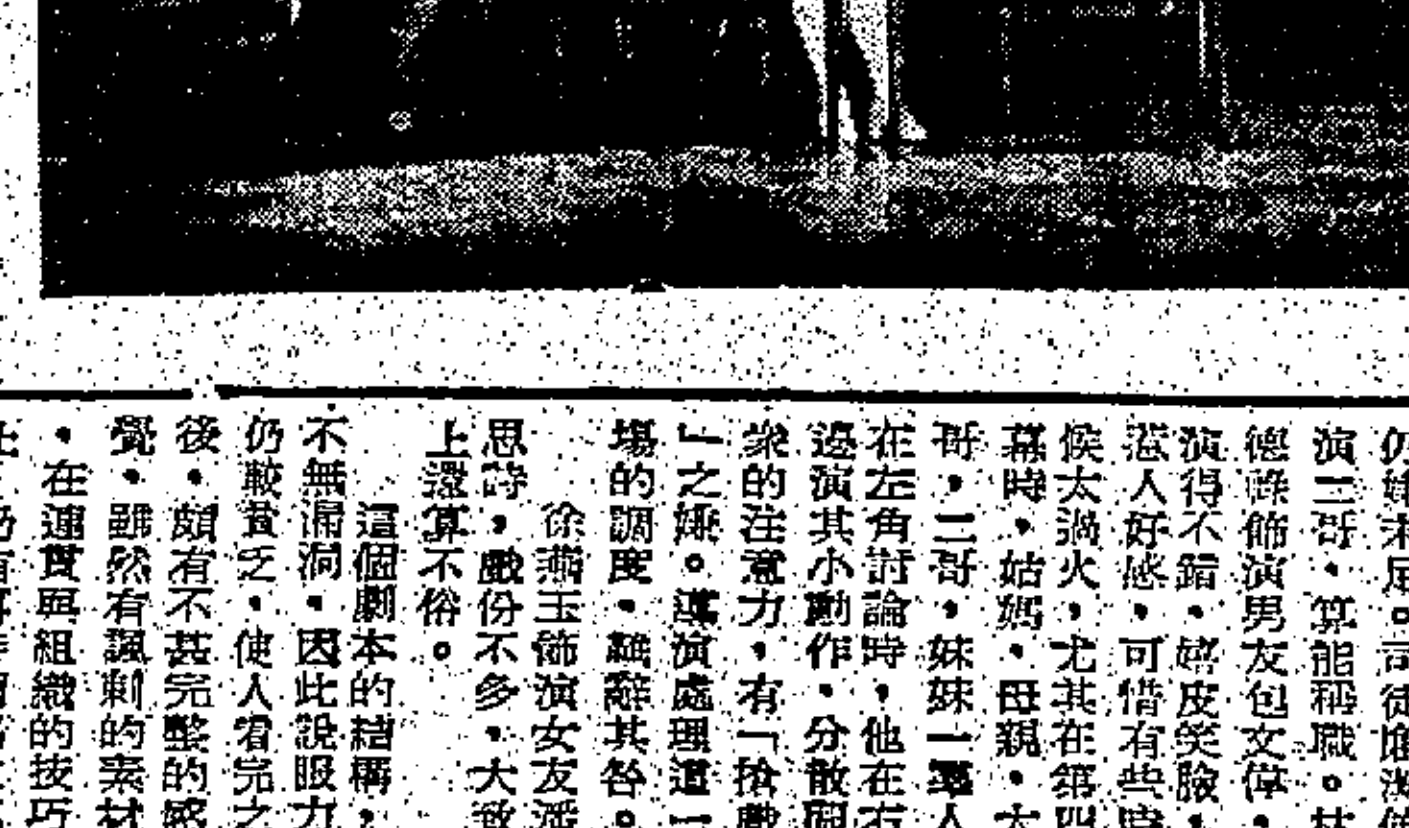 仍
演二哥，算能稱職。林
德鋒飾演男友包文偉，
演得不錯，嬉皮笑臉，
惹人好感，可惜有些時
候太過火，尤其在第四
幕時，姑媽，母親，大
哥，二哥，妹妹一羣人
在左角討論時，他在右
邊演其小動作，分散觀
衆的注意力，有「搶戲
』之嫌。導演處理這一
塲的調度，難辭其咎。
徐燕玉飾演女友潘
思詩，戲份不多，大致
上還算不俗。
這個劇本的結構，
不無漏洞，因此說服力
仍較貧乏，使人看完之
後，頗有不甚完整的感
覺，雖然有諷刺的素材
，在連貫與組織的技巧